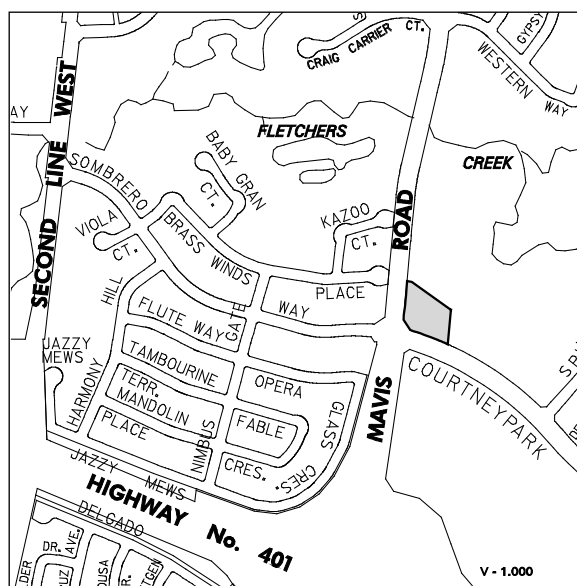 CRAIG CARRIER CT.
GYPSY
WESTERN WAY
SECOND LINE WEST
AY
FLETCHERS
CREEK
SOMBRERO
WAY
BABY GRAN
CT.
VIOLA
CT.
BRASS WINDS
PLACE
KAZOO
CT.
MAVIS ROAD
HILL
HARMONY
FLUTE WAY
GATE
NIMBUS
JAZZY
MEWS
TAMBOURINE
TERR.
OPERA
GLASS CRES.
MANDOLIN
PLACE
FABLE
CRES.
COURTNEYPARK
JAZZY MEWS
HIGHWAY No. 401
DELGADO
DR.
AVE.
V - 1.000